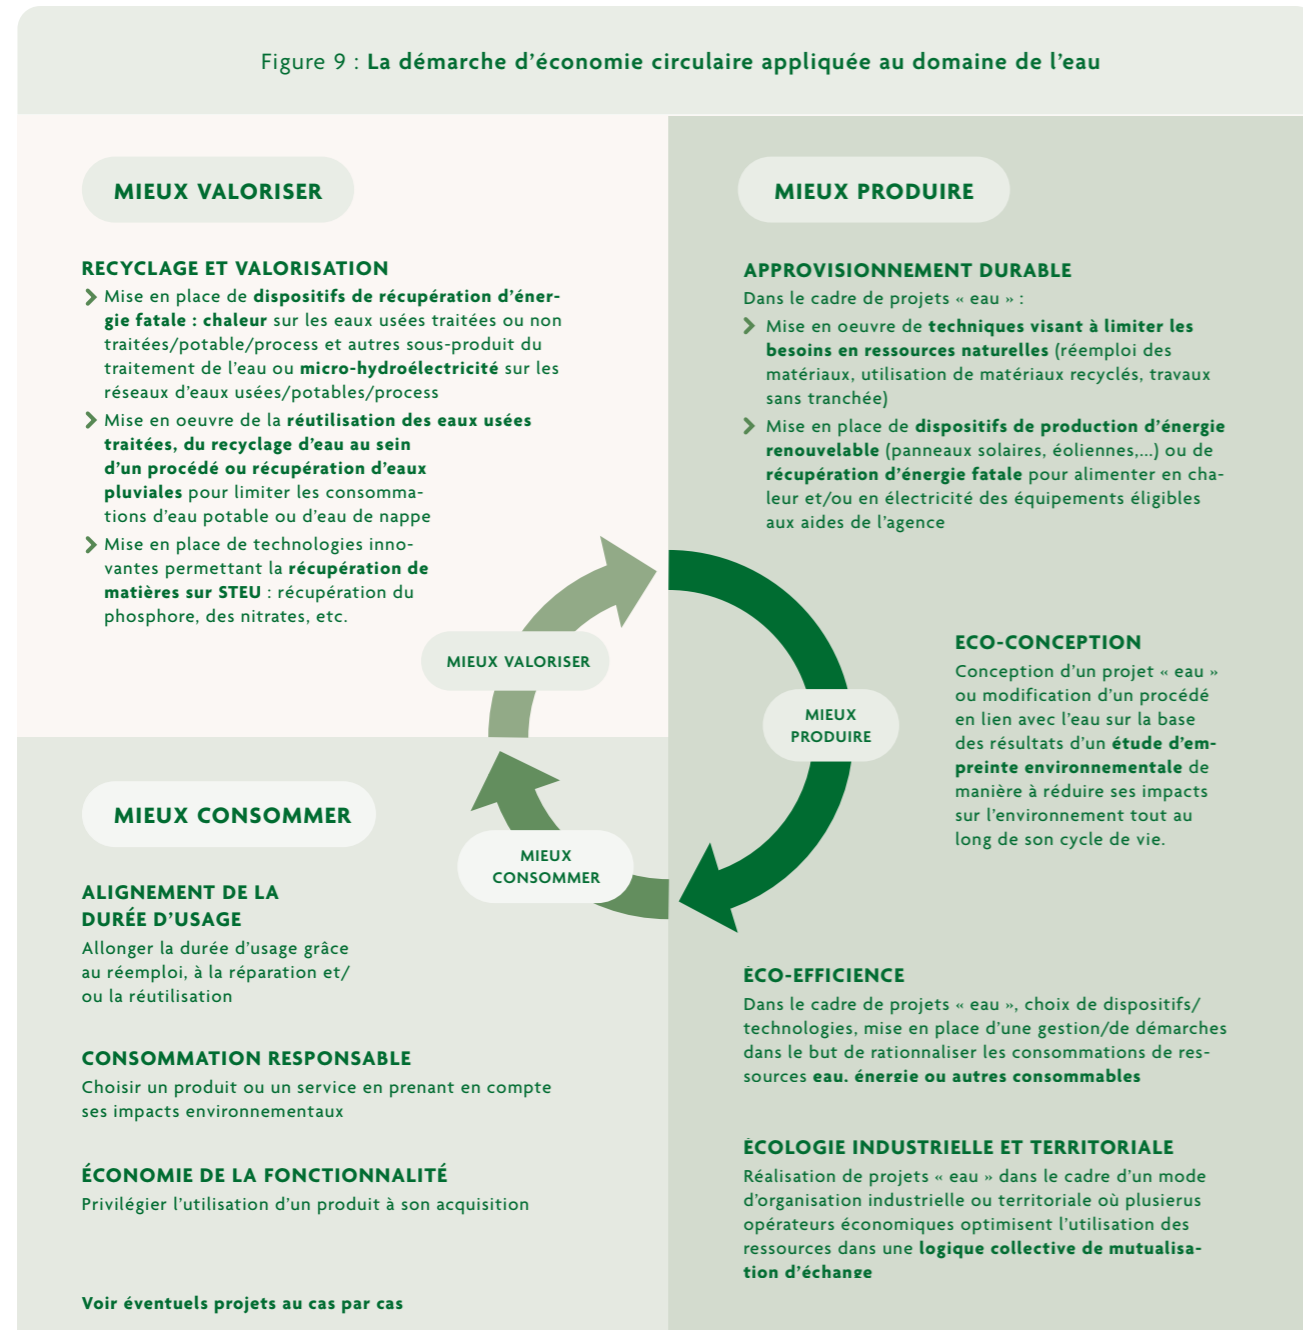 Figure 9 : La démarche d’économie circulaire appliquée au domaine de l’eau
MIEUX VALORISER
RECYCLAGE ET VALORISATION
Mise en place de dispositifs de récupération d’éner-
gie fatale : chaleur sur les eaux usées traitées ou non
traitées/potable/process et autres sous-produit du
traitement de l’eau ou micro-hydroélectricité sur les
réseaux d’eaux usées/potables/process
Mise en oeuvre de la réutilisation des eaux usées
traitées, du recyclage d’eau au sein
d’un procédé ou récupération d’eaux
pluviales pour limiter les consomma-
tions d’eau potable ou d’eau de nappe
Mise en place de technologies inno-
vantes permettant la récupération de
matières sur STEU : récupération du
phosphore, des nitrates, etc.
MIEUX PRODUIRE
APPROVISIONNEMENT DURABLE
Dans le cadre de projets « eau » :
Mise en oeuvre de techniques visant à limiter les
besoins en ressources naturelles (réemploi des
matériaux, utilisation de matériaux recyclés, travaux
sans tranchée)
Mise en place de dispositifs de production d’énergie
renouvelable (panneaux solaires, éoliennes,...) ou de
récupération d’énergie fatale pour alimenter en cha-
leur et/ou en électricité des équipements éligibles
aux aides de l’agence
ECO-CONCEPTION
Conception d’un projet « eau »
ou modification d’un procédé
en lien avec l’eau sur la base
des résultats d’un étude d’em-
preinte environnementale de
manière à réduire ses impacts
sur l’environnement tout au
long de son cycle de vie.
MIEUX VALORISER
MIEUX
PRODUIRE
MIEUX
CONSOMMER
MIEUX CONSOMMER
ALIGNEMENT DE LA
DURÉE D’USAGE
Allonger la durée d’usage grâce
au réemploi, à la réparation et/
ou la réutilisation
CONSOMMATION RESPONSABLE
Choisir un produit ou un service en prenant en compte
ses impacts environnementaux
ÉCONOMIE DE LA FONCTIONNALITÉ
Privilégier l’utilisation d’un produit à son acquisition
Voir éventuels projets au cas par cas
ÉCO-EFFICIENCE
Dans le cadre de projets « eau », choix de dispositifs/
technologies, mise en place d’une gestion/de démarches
dans le but de rationnaliser les consommations de res-
sources eau. énergie ou autres consommables
ÉCOLOGIE INDUSTRIELLE ET TERRITORIALE
Réalisation de projets « eau » dans le cadre d’un mode
d’organisation industrielle ou territoriale où plusierus
opérateurs économiques optimisent l’utilisation des
ressources dans une logique collective de mutualisa-
tion d’échange